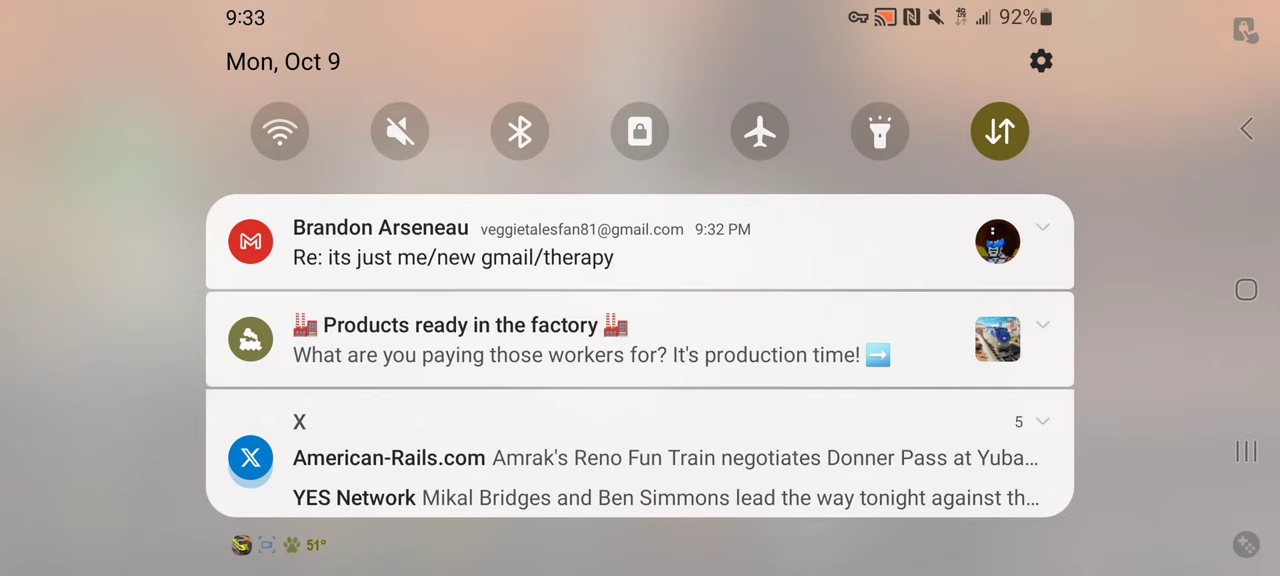 9:33
92%
Mon, Oct 9
Brandon Arseneau veggietalesfan81@gmail.com 9:32 PM
Re: its just me/new gmail/therapy
🏭 Products ready in the factory 🏭
What are you paying those workers for? It's production time! ➡️
X 5
American-Rails.com Amrak's Reno Fun Train negotiates Donner Pass at Yuba...
YES Network Mikal Bridges and Ben Simmons lead the way tonight against th...
51°